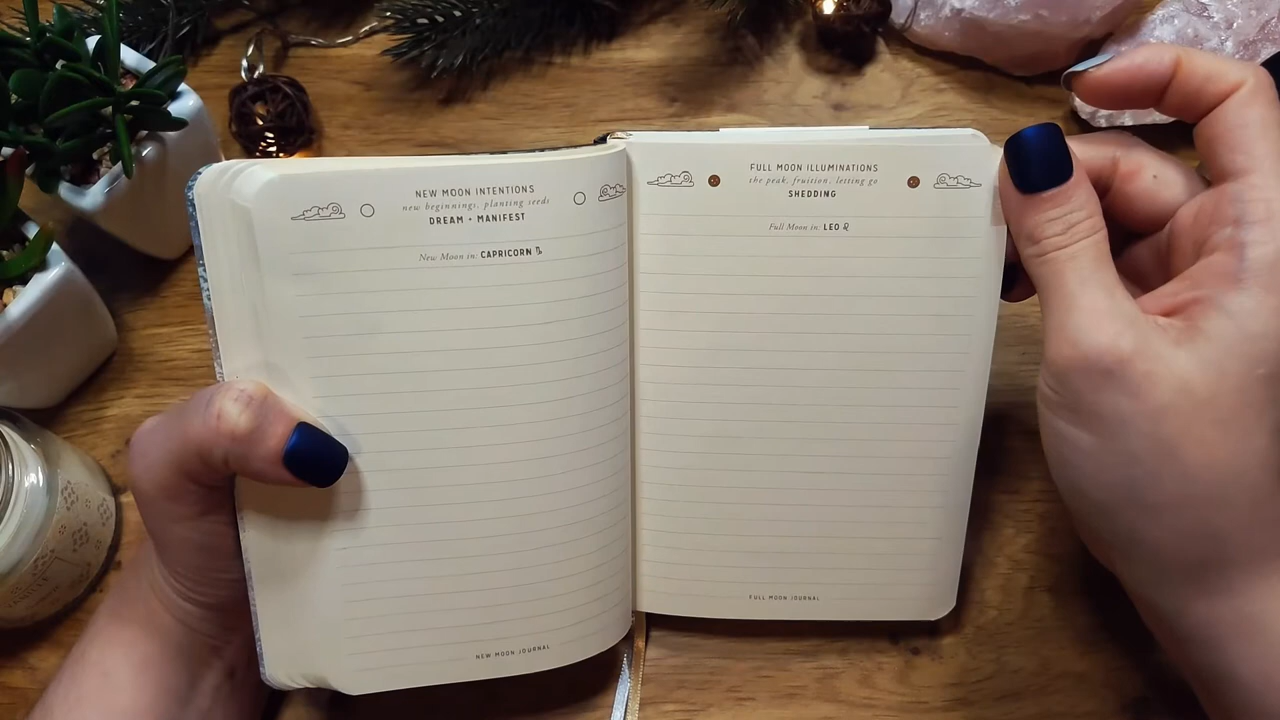 NEW MOON INTENTIONS
new beginnings, planting seeds
DREAM + MANIFEST
New Moon in: CAPRICORN ♑
NEW MOON JOURNAL
FULL MOON ILLUMINATIONS
the peak, fruition, letting go
SHEDDING
Full Moon in: LEO ♌
FULL MOON JOURNAL